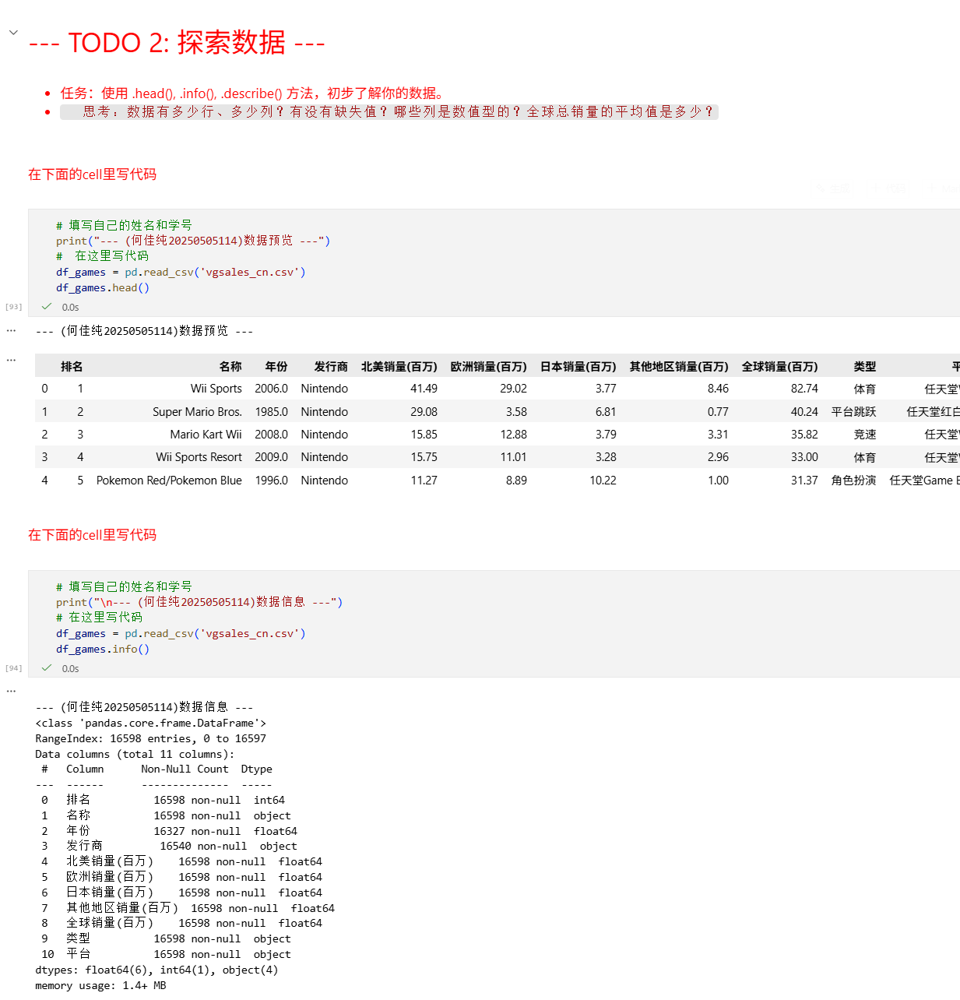 --- TODO 2: 探索数据 ---
任务：使用 .head(), .info(), .describe() 方法，初步了解你的数据。
思考：数据有多少行、多少列？有没有缺失值？哪些列是数值型的？全球总销量的平均值是多少？
在下面的cell里写代码
# 填写自己的姓名和学号
print("--- (何佳纯20250505114)数据预览 ---")
#  在这里写代码
df_games = pd.read_csv('vgsales_cn.csv')
df_games.head()
[93] 0.0s
--- (何佳纯20250505114)数据预览 ---
排名 名称 年份 发行商 北美销量(百万) 欧洲销量(百万) 日本销量(百万) 其他地区销量(百万) 全球销量(百万) 类型
0 1 Wii Sports 2006.0 Nintendo 41.49 29.02 3.77 8.46 82.74 体育 任天堂
1 2 Super Mario Bros. 1985.0 Nintendo 29.08 3.58 6.81 0.77 40.24 平台跳跃 任天堂红白
2 3 Mario Kart Wii 2008.0 Nintendo 15.85 12.88 3.79 3.31 35.82 竞速 任天堂
3 4 Wii Sports Resort 2009.0 Nintendo 15.75 11.01 3.28 2.96 33.00 体育 任天堂
4 5 Pokemon Red/Pokemon Blue 1996.0 Nintendo 11.27 8.89 10.22 1.00 31.37 角色扮演 任天堂Game
在下面的cell里写代码
# 填写自己的姓名和学号
print("\n--- (何佳纯20250505114)数据信息 ---")
# 在这里写代码
df_games = pd.read_csv('vgsales_cn.csv')
df_games.info()
[94] 0.0s
--- (何佳纯20250505114)数据信息 ---
<class 'pandas.core.frame.DataFrame'>
RangeIndex: 16598 entries, 0 to 16597
Data columns (total 11 columns):
#   Column      Non-Null Count  Dtype
---  ------      --------------  -----
0   排名          16598 non-null  int64
1   名称          16598 non-null  object
2   年份          16327 non-null  float64
3   发行商         16540 non-null  object
4   北美销量(百万)    16598 non-null  float64
5   欧洲销量(百万)    16598 non-null  float64
6   日本销量(百万)    16598 non-null  float64
7   其他地区销量(百万)  16598 non-null  float64
8   全球销量(百万)    16598 non-null  float64
9   类型          16598 non-null  object
10  平台          16598 non-null  object
dtypes: float64(6), int64(1), object(4)
memory usage: 1.4+ MB